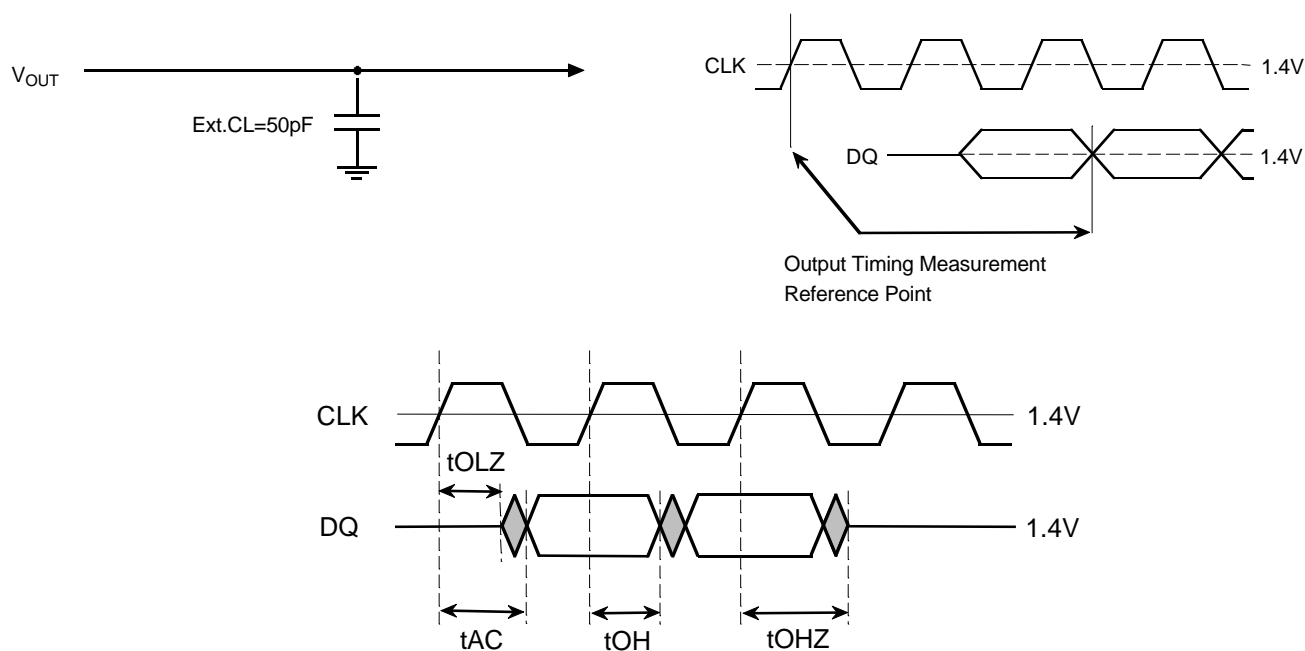 V_OUT
Ext.CL=50pF
CLK
1.4V
DQ
1.4V
Output Timing Measurement
Reference Point
CLK
1.4V
tOLZ
DQ
1.4V
tAC
tOH
tOHZ